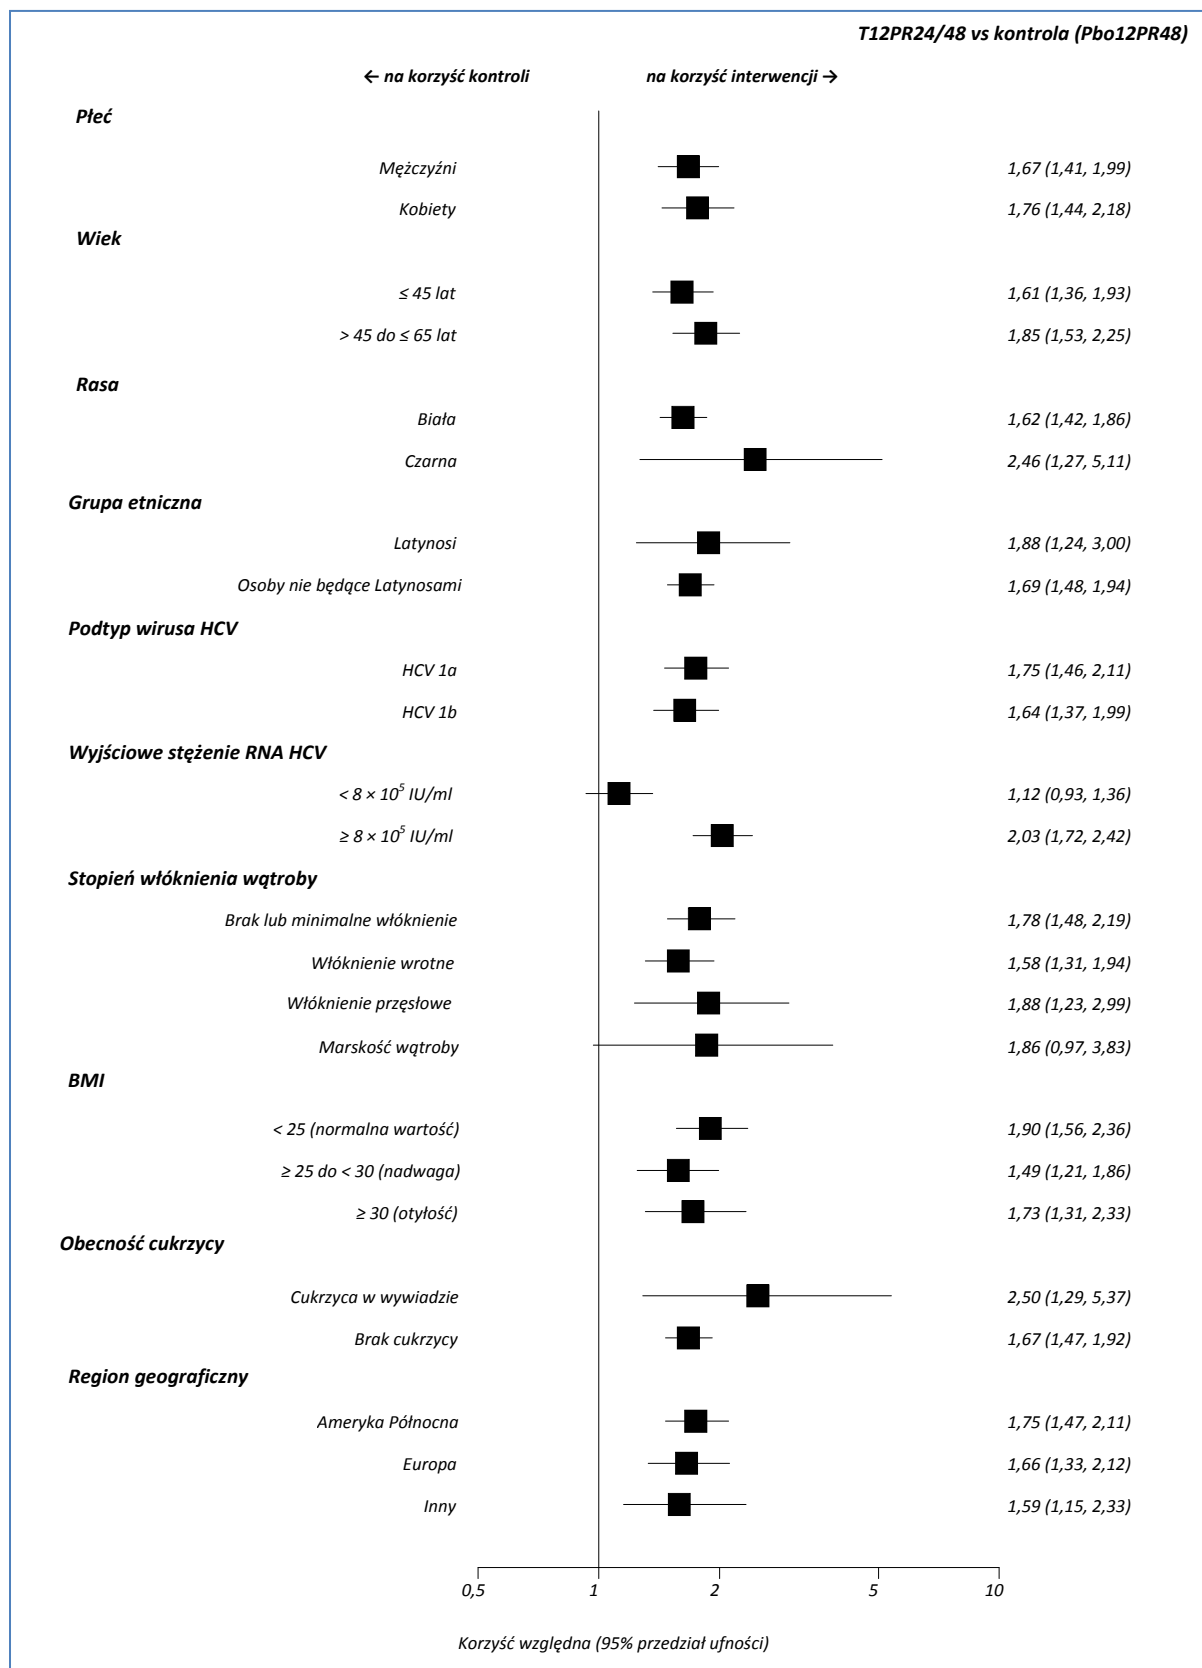 T12PR24/48 vs kontrola (Pbo12PR48)
← na korzyść kontroli na korzyść interwencji →
Płeć
Mężczyźni 1,67 (1,41, 1,99)
Kobiety 1,76 (1,44, 2,18)
Wiek
≤ 45 lat 1,61 (1,36, 1,93)
> 45 do ≤ 65 lat 1,85 (1,53, 2,25)
Rasa
Biała 1,62 (1,42, 1,86)
Czarna 2,46 (1,27, 5,11)
Grupa etniczna
Latynosi 1,88 (1,24, 3,00)
Osoby nie będące Latynosami 1,69 (1,48, 1,94)
Podtyp wirusa HCV
HCV 1a 1,75 (1,46, 2,11)
HCV 1b 1,64 (1,37, 1,99)
Wyjściowe stężenie RNA HCV
< 8 × 10⁵ IU/ml 1,12 (0,93, 1,36)
≥ 8 × 10⁵ IU/ml 2,03 (1,72, 2,42)
Stopień włóknienia wątroby
Brak lub minimalne włóknienie 1,78 (1,48, 2,19)
Włóknienie wrotne 1,58 (1,31, 1,94)
Włóknienie przęsłowe 1,88 (1,23, 2,99)
Marskość wątroby 1,86 (0,97, 3,83)
BMI
< 25 (normalna wartość) 1,90 (1,56, 2,36)
≥ 25 do < 30 (nadwaga) 1,49 (1,21, 1,86)
≥ 30 (otyłość) 1,73 (1,31, 2,33)
Obecność cukrzycy
Cukrzyca w wywiadzie 2,50 (1,29, 5,37)
Brak cukrzycy 1,67 (1,47, 1,92)
Region geograficzny
Ameryka Północna 1,75 (1,47, 2,11)
Europa 1,66 (1,33, 2,12)
Inny 1,59 (1,15, 2,33)
0,5 1 2 5 10
Korzyść względna (95% przedział ufności)